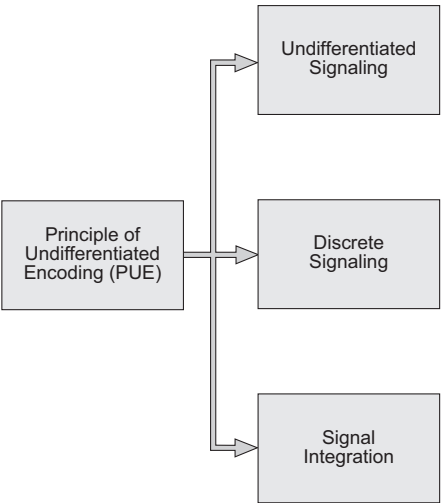 Undifferentiated
Signaling
Principle of
Undifferentiated
Encoding (PUE)
Discrete
Signaling
Signal
Integration